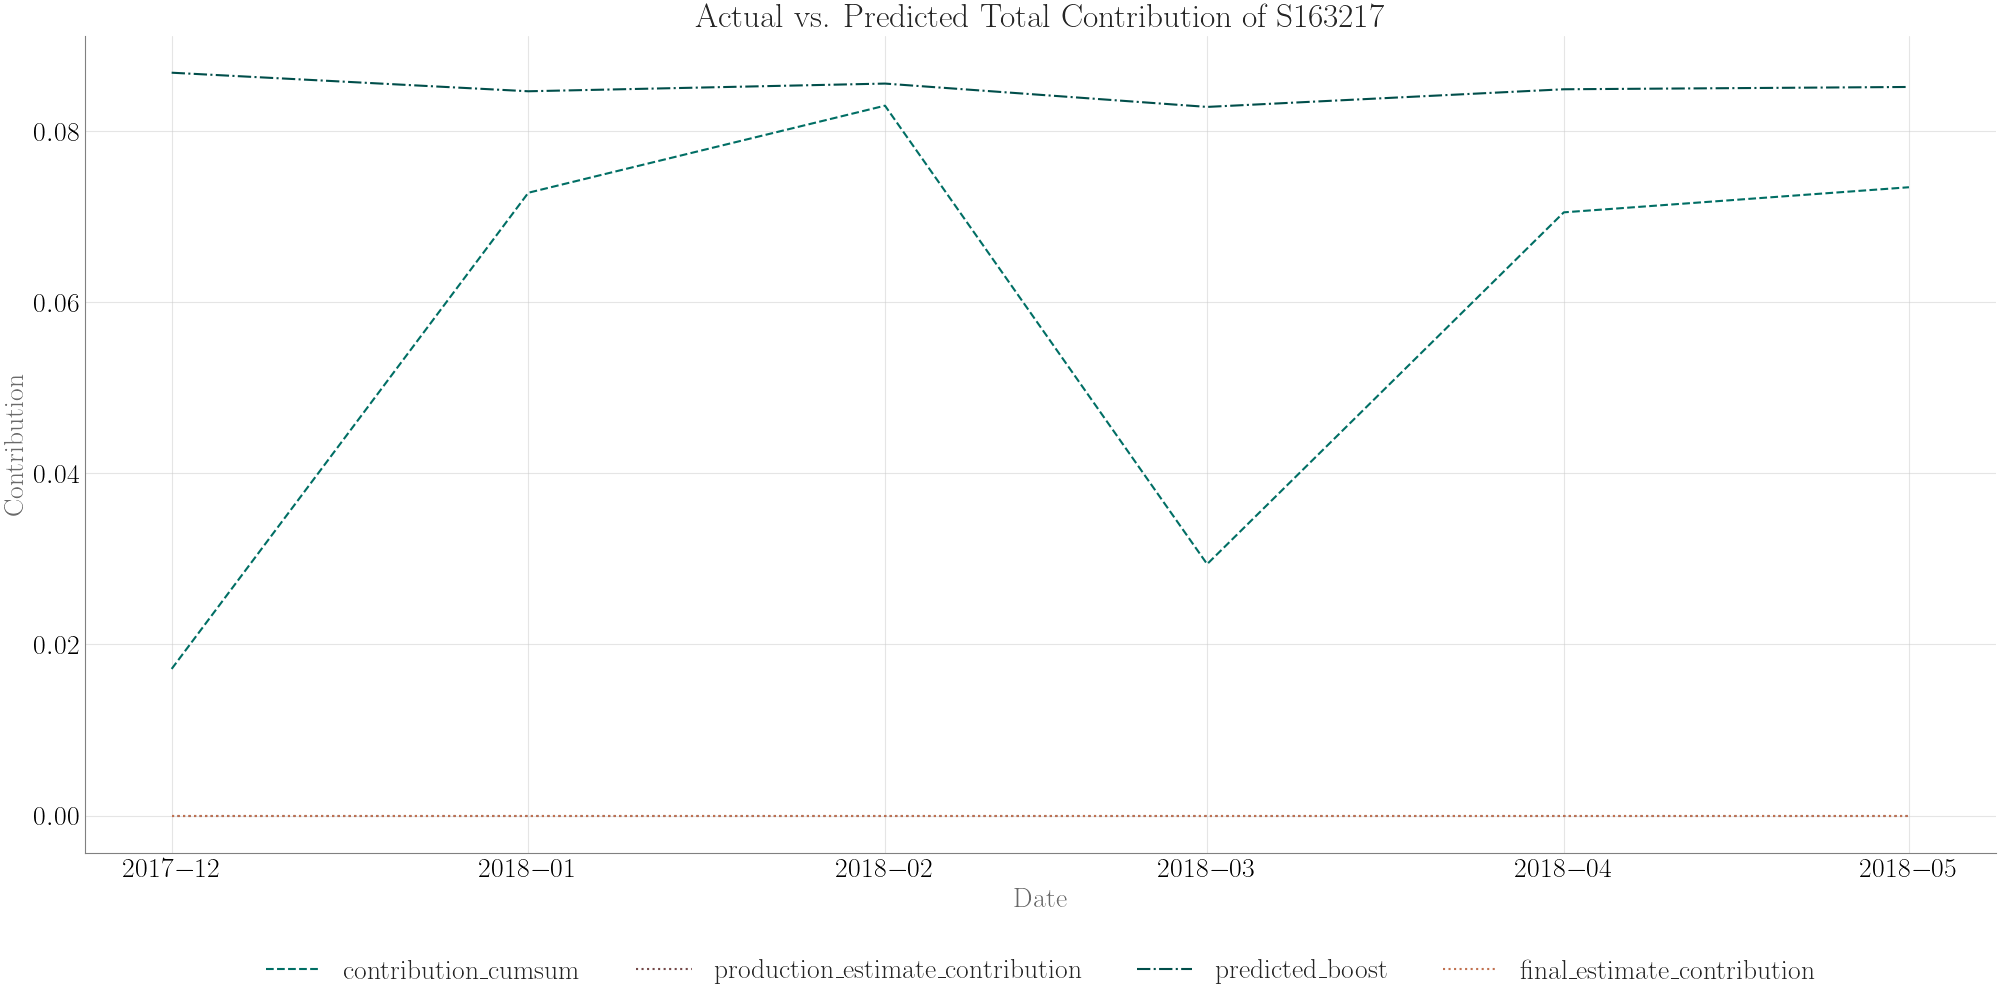 Actual vs. Predicted Total Contribution of S163217
Contribution
0.08
0.06
0.04
0.02
0.00
2017–12 2018–01 2018–02 2018–03 2018–04 2018–05
Date
contribution_cumsum production_estimate_contribution predicted_boost final_estimate_contribution